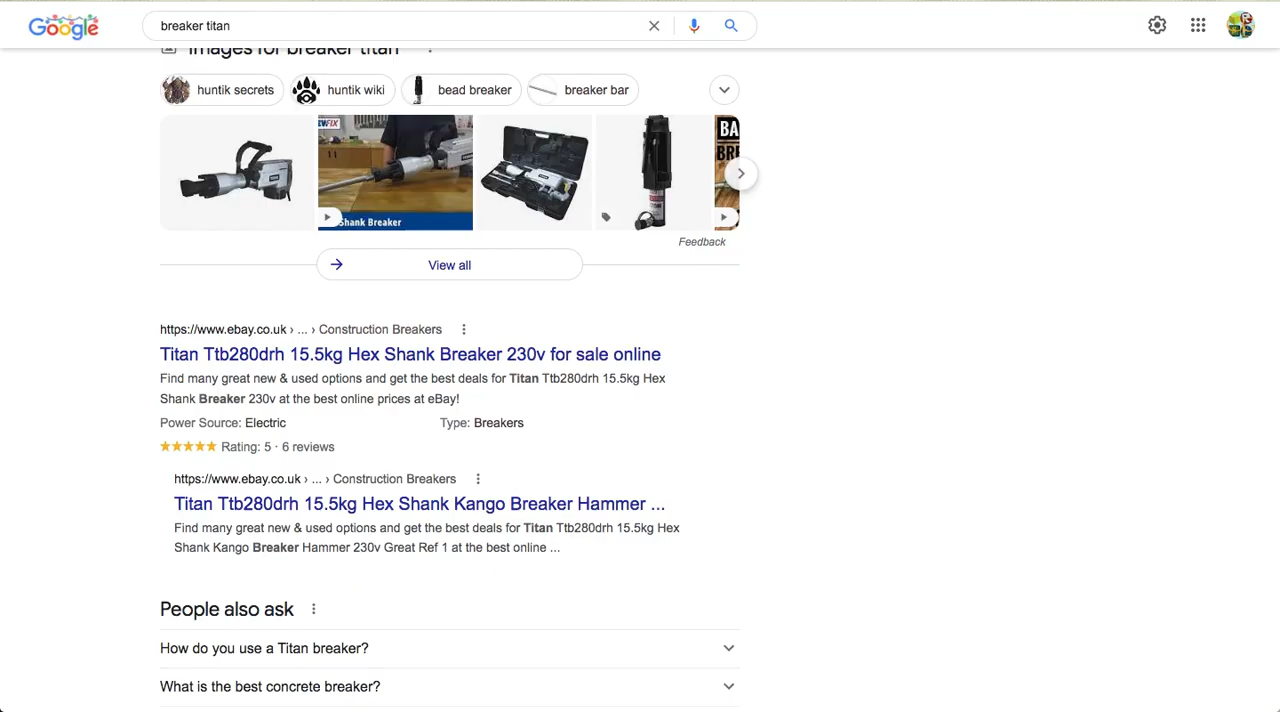 Google
breaker titan
Images for breaker titan
huntik secrets
huntik wiki
bead breaker
breaker bar
Shank Breaker
BA
BRE
Feedback
View all
https://www.ebay.co.uk › ... › Construction Breakers
Titan Ttb280drh 15.5kg Hex Shank Breaker 230v for sale online
Find many great new & used options and get the best deals for Titan Ttb280drh 15.5kg Hex
Shank Breaker 230v at the best online prices at eBay!
Power Source: Electric
Type: Breakers
Rating: 5 · 6 reviews
https://www.ebay.co.uk › ... › Construction Breakers
Titan Ttb280drh 15.5kg Hex Shank Kango Breaker Hammer ...
Find many great new & used options and get the best deals for Titan Ttb280drh 15.5kg Hex
Shank Kango Breaker Hammer 230v Great Ref 1 at the best online ...
People also ask
How do you use a Titan breaker?
What is the best concrete breaker?